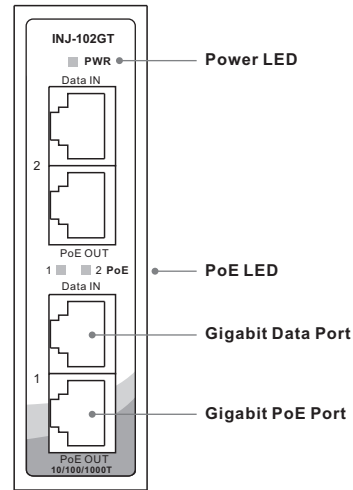 INJ-102GT
PWR
Power LED
Data IN
2
PoE OUT
1 2 PoE
PoE LED
Data IN
Gigabit Data Port
1
Gigabit PoE Port
PoE OUT
10/100/1000T